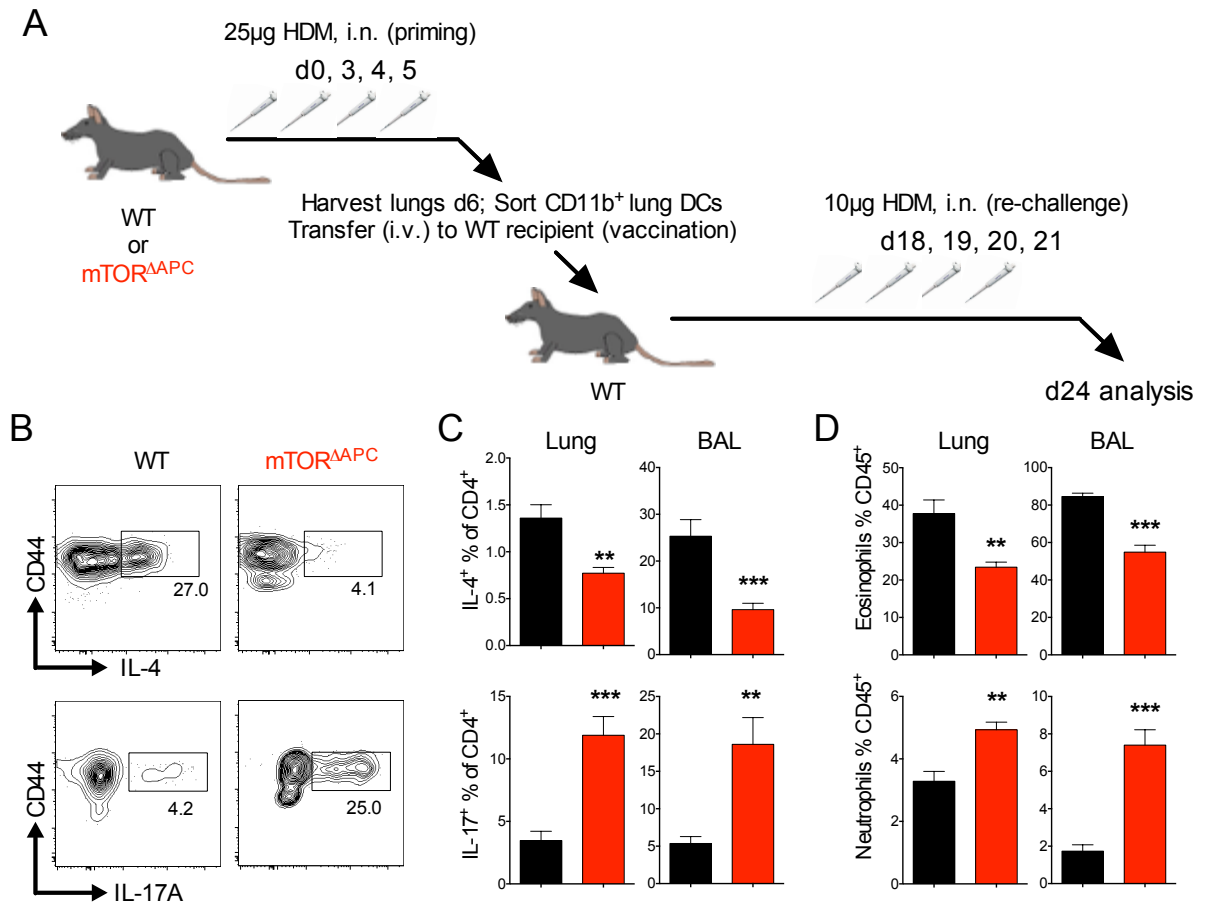 A
25µg HDM, i.n. (priming)
d0, 3, 4, 5
WT
or
mTOR^ΔAPC
Harvest lungs d6; Sort CD11b⁺ lung DCs
Transfer (i.v.) to WT recipient (vaccination)
10µg HDM, i.n. (re-challenge)
d18, 19, 20, 21
WT
d24 analysis
B
WT
mTOR^ΔAPC
CD44
27.0
4.1
IL-4
CD44
4.2
25.0
IL-17A
C
Lung
BAL
IL-4⁺ % of CD4⁺
2.0
1.5
1.0
0.5
0.0
**
40
30
20
10
0
***
IL-17⁺ % of CD4⁺
15
10
5
0
***
25
20
15
10
5
0
**
D
Lung
BAL
Eosinophils % CD45⁺
50
40
30
20
10
0
**
100
80
60
40
20
0
***
Neutrophils % CD45⁺
6
4
2
0
**
10
8
6
4
2
0
***